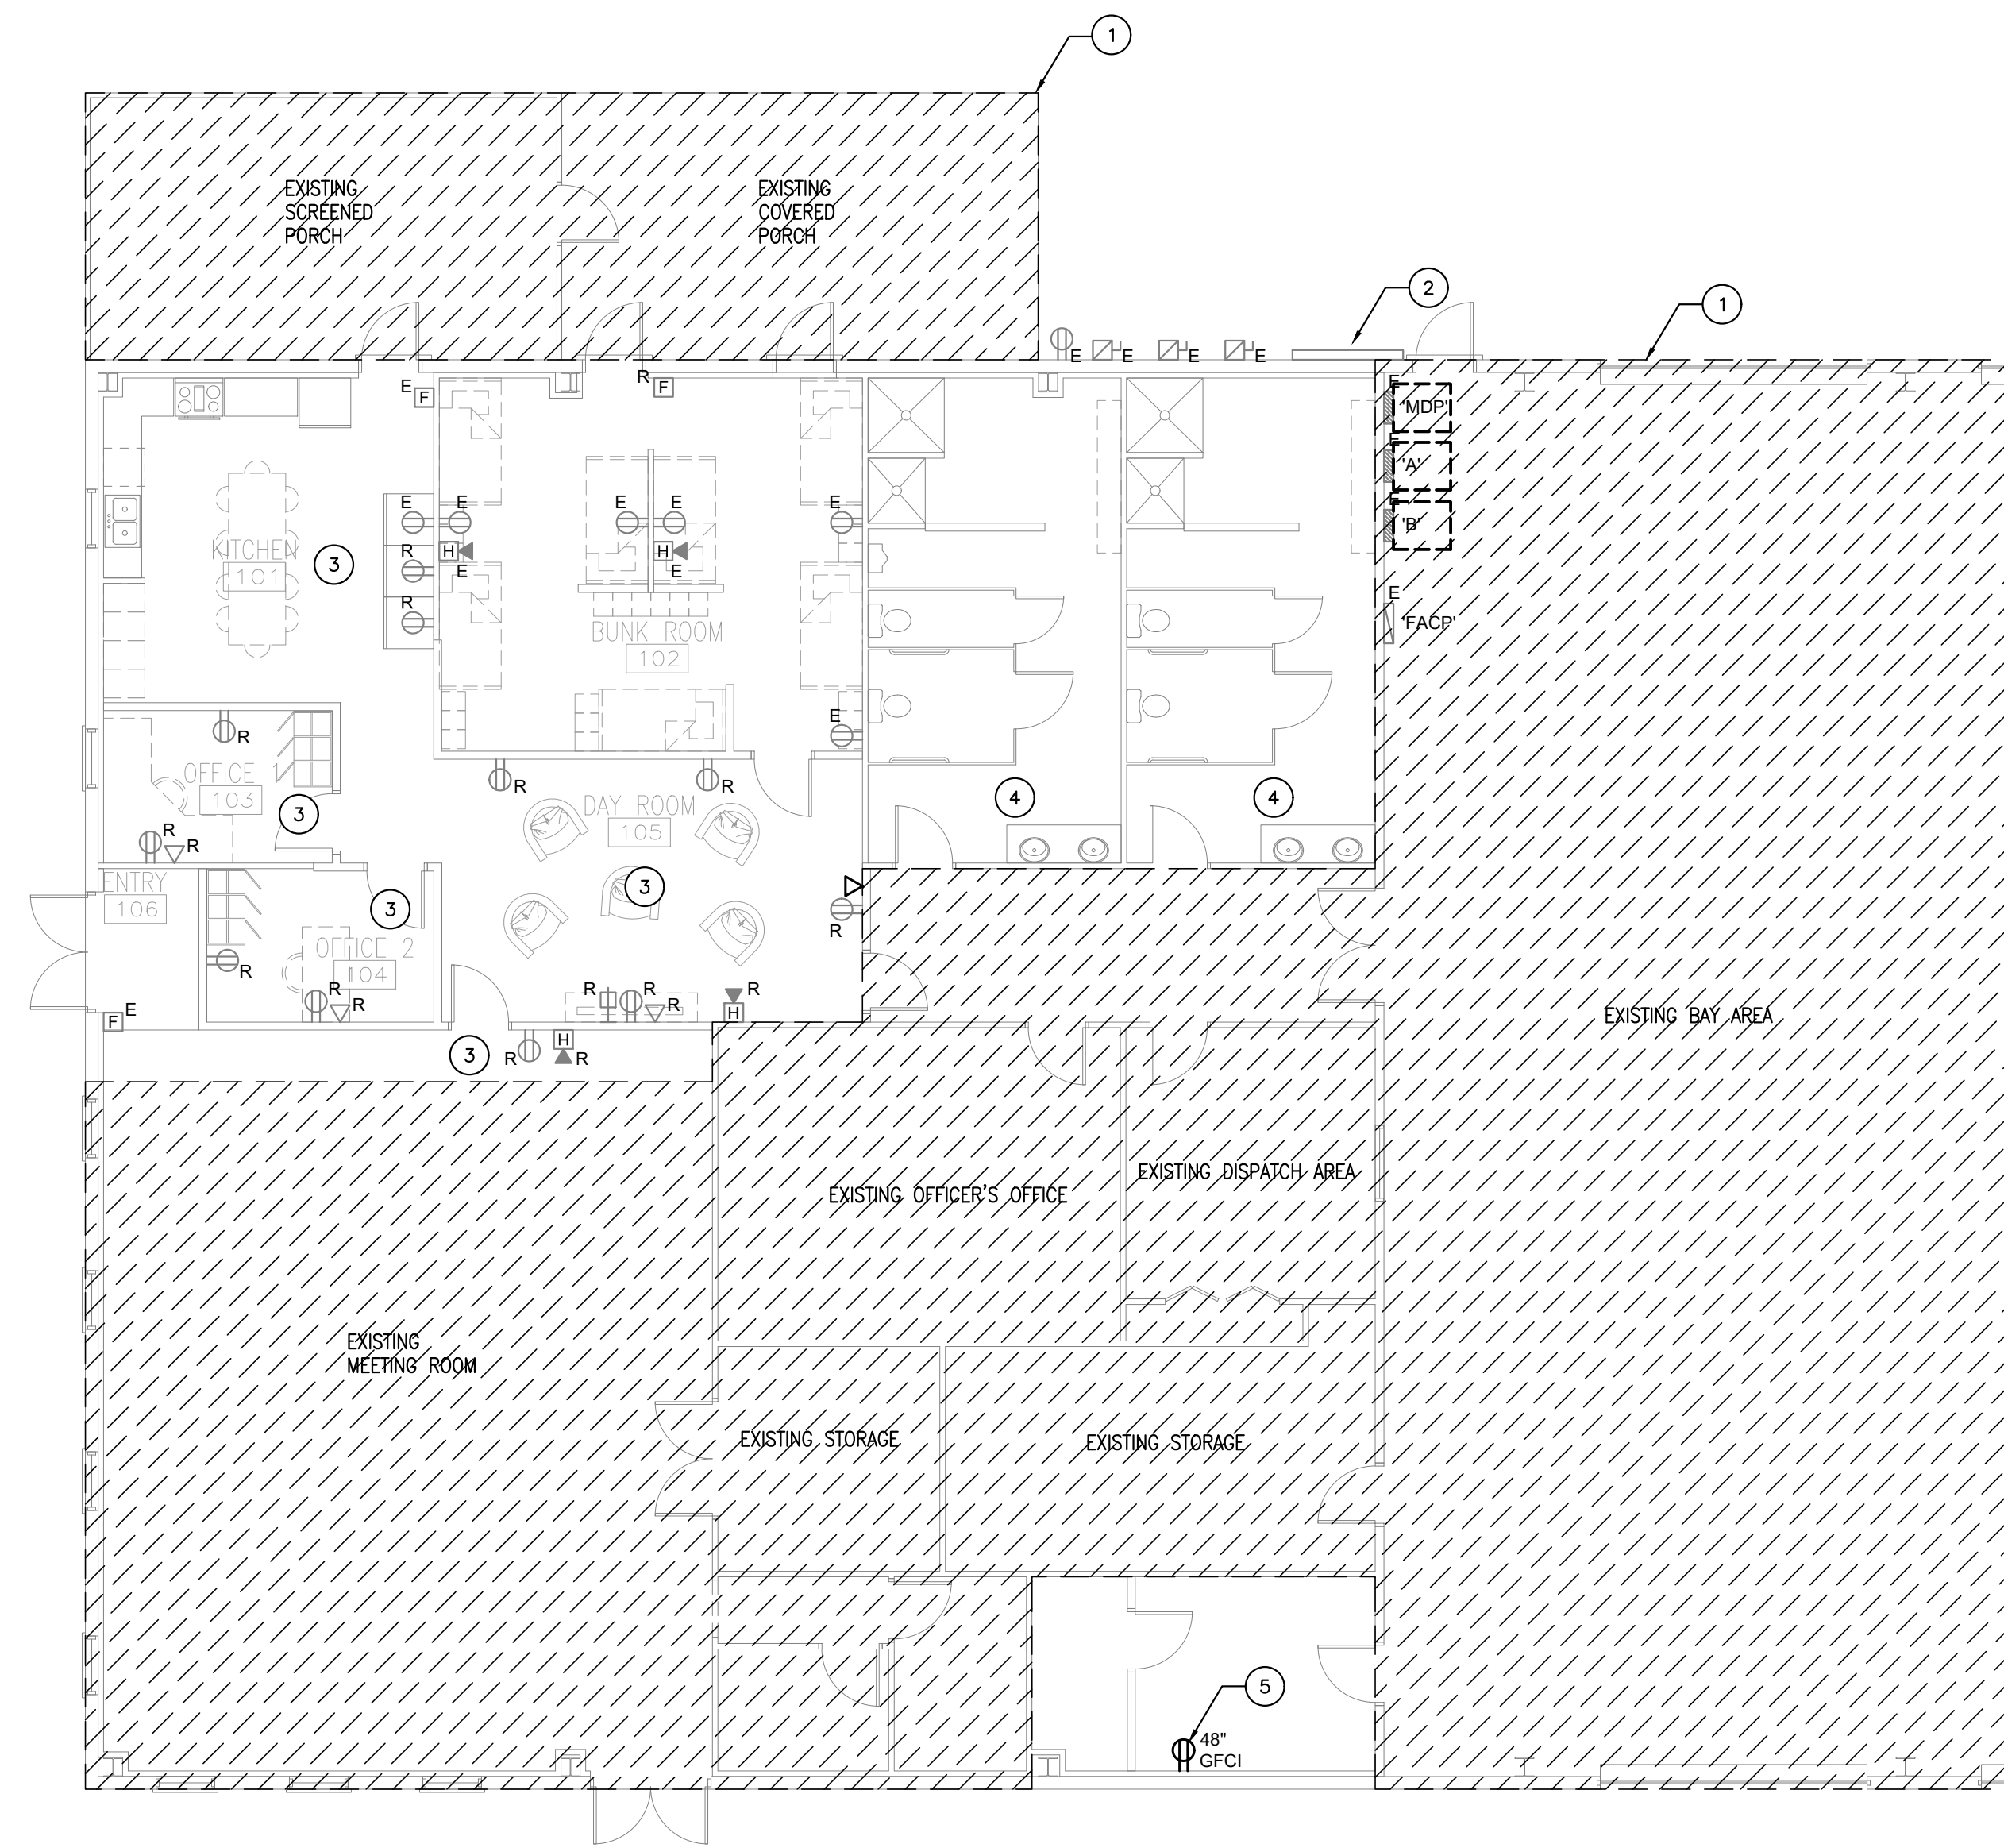 1
EXISTING
SCREENED
PORCH
EXISTING
COVERED
PORCH
2
1
E
E
E
E
E
F
R
F
E
'MDP'
E
'A'
E
'B'
E
'FACP'
E
E
E
E
E
R
H
E
H
E
R
KITCHEN
101
3
BUNK ROOM
102
E
R
OFFICE 1
103
3
R
R
R
R
DAY ROOM
105
4
4
3
R
ENTRY
106
3
OFFICE 2
104
R
R
R
E
F
R
R
R
H
3
R
H
R
EXISTING BAY AREA
EXISTING OFFICER'S OFFICE
EXISTING DISPATCH AREA
EXISTING
MEETING ROOM
EXISTING STORAGE
EXISTING STORAGE
5
48"
GFCI